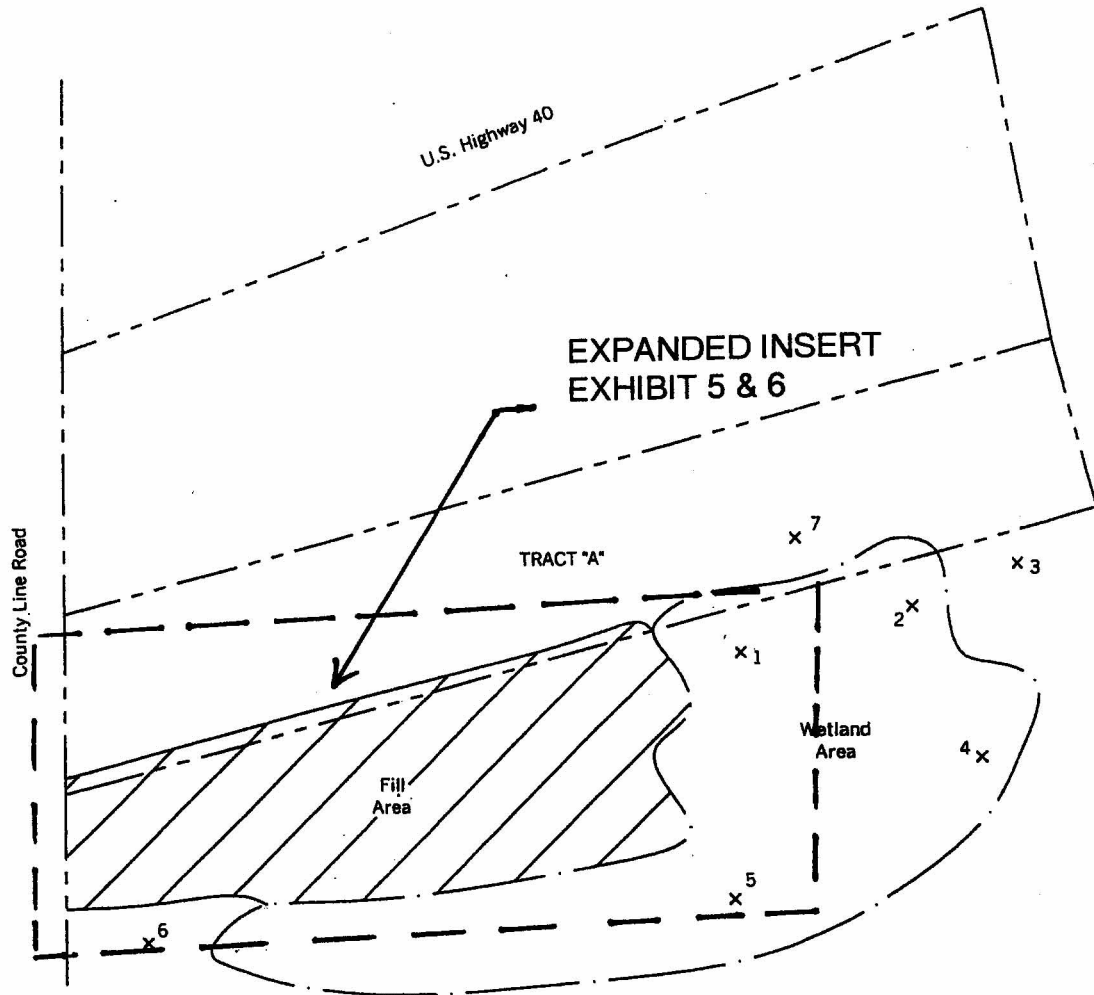 U.S. Highway 40
EXPANDED INSERT
EXHIBIT 5 & 6
County Line Road
TRACT "A"
7
3
2
1
Wetland
Area
4
Fill
Area
5
6